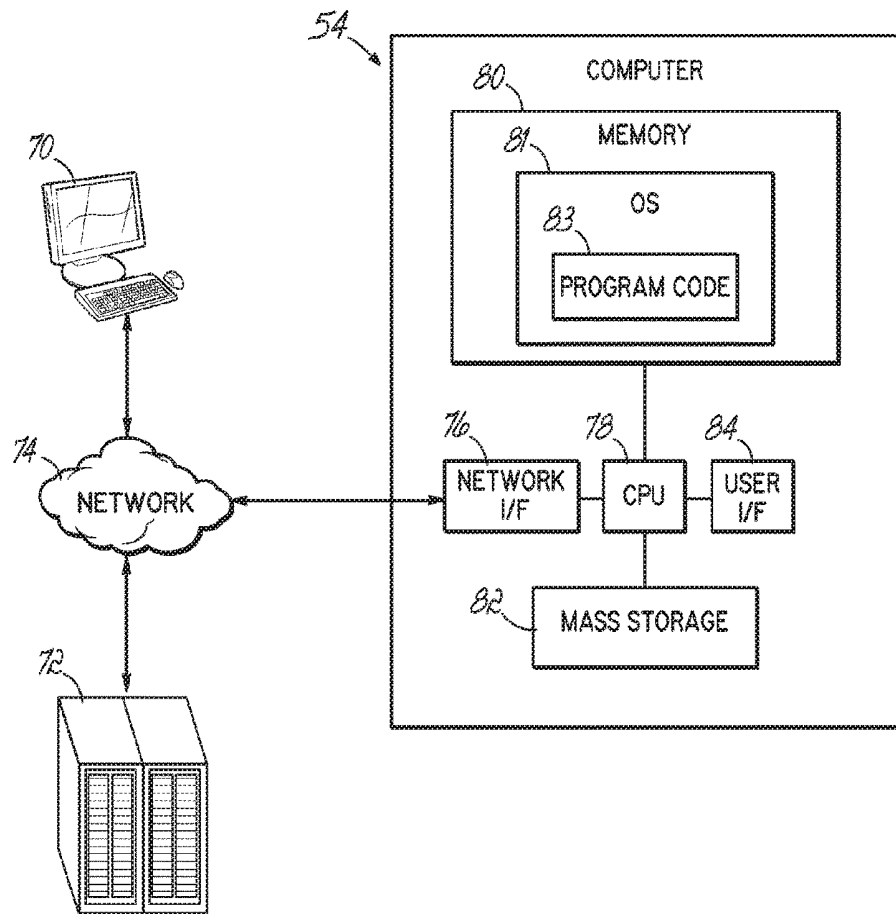 54
COMPUTER
80
MEMORY
81
OS
83
PROGRAM CODE
70
74
NETWORK
76
NETWORK
I/F
78
CPU
84
USER
I/F
82
MASS STORAGE
72